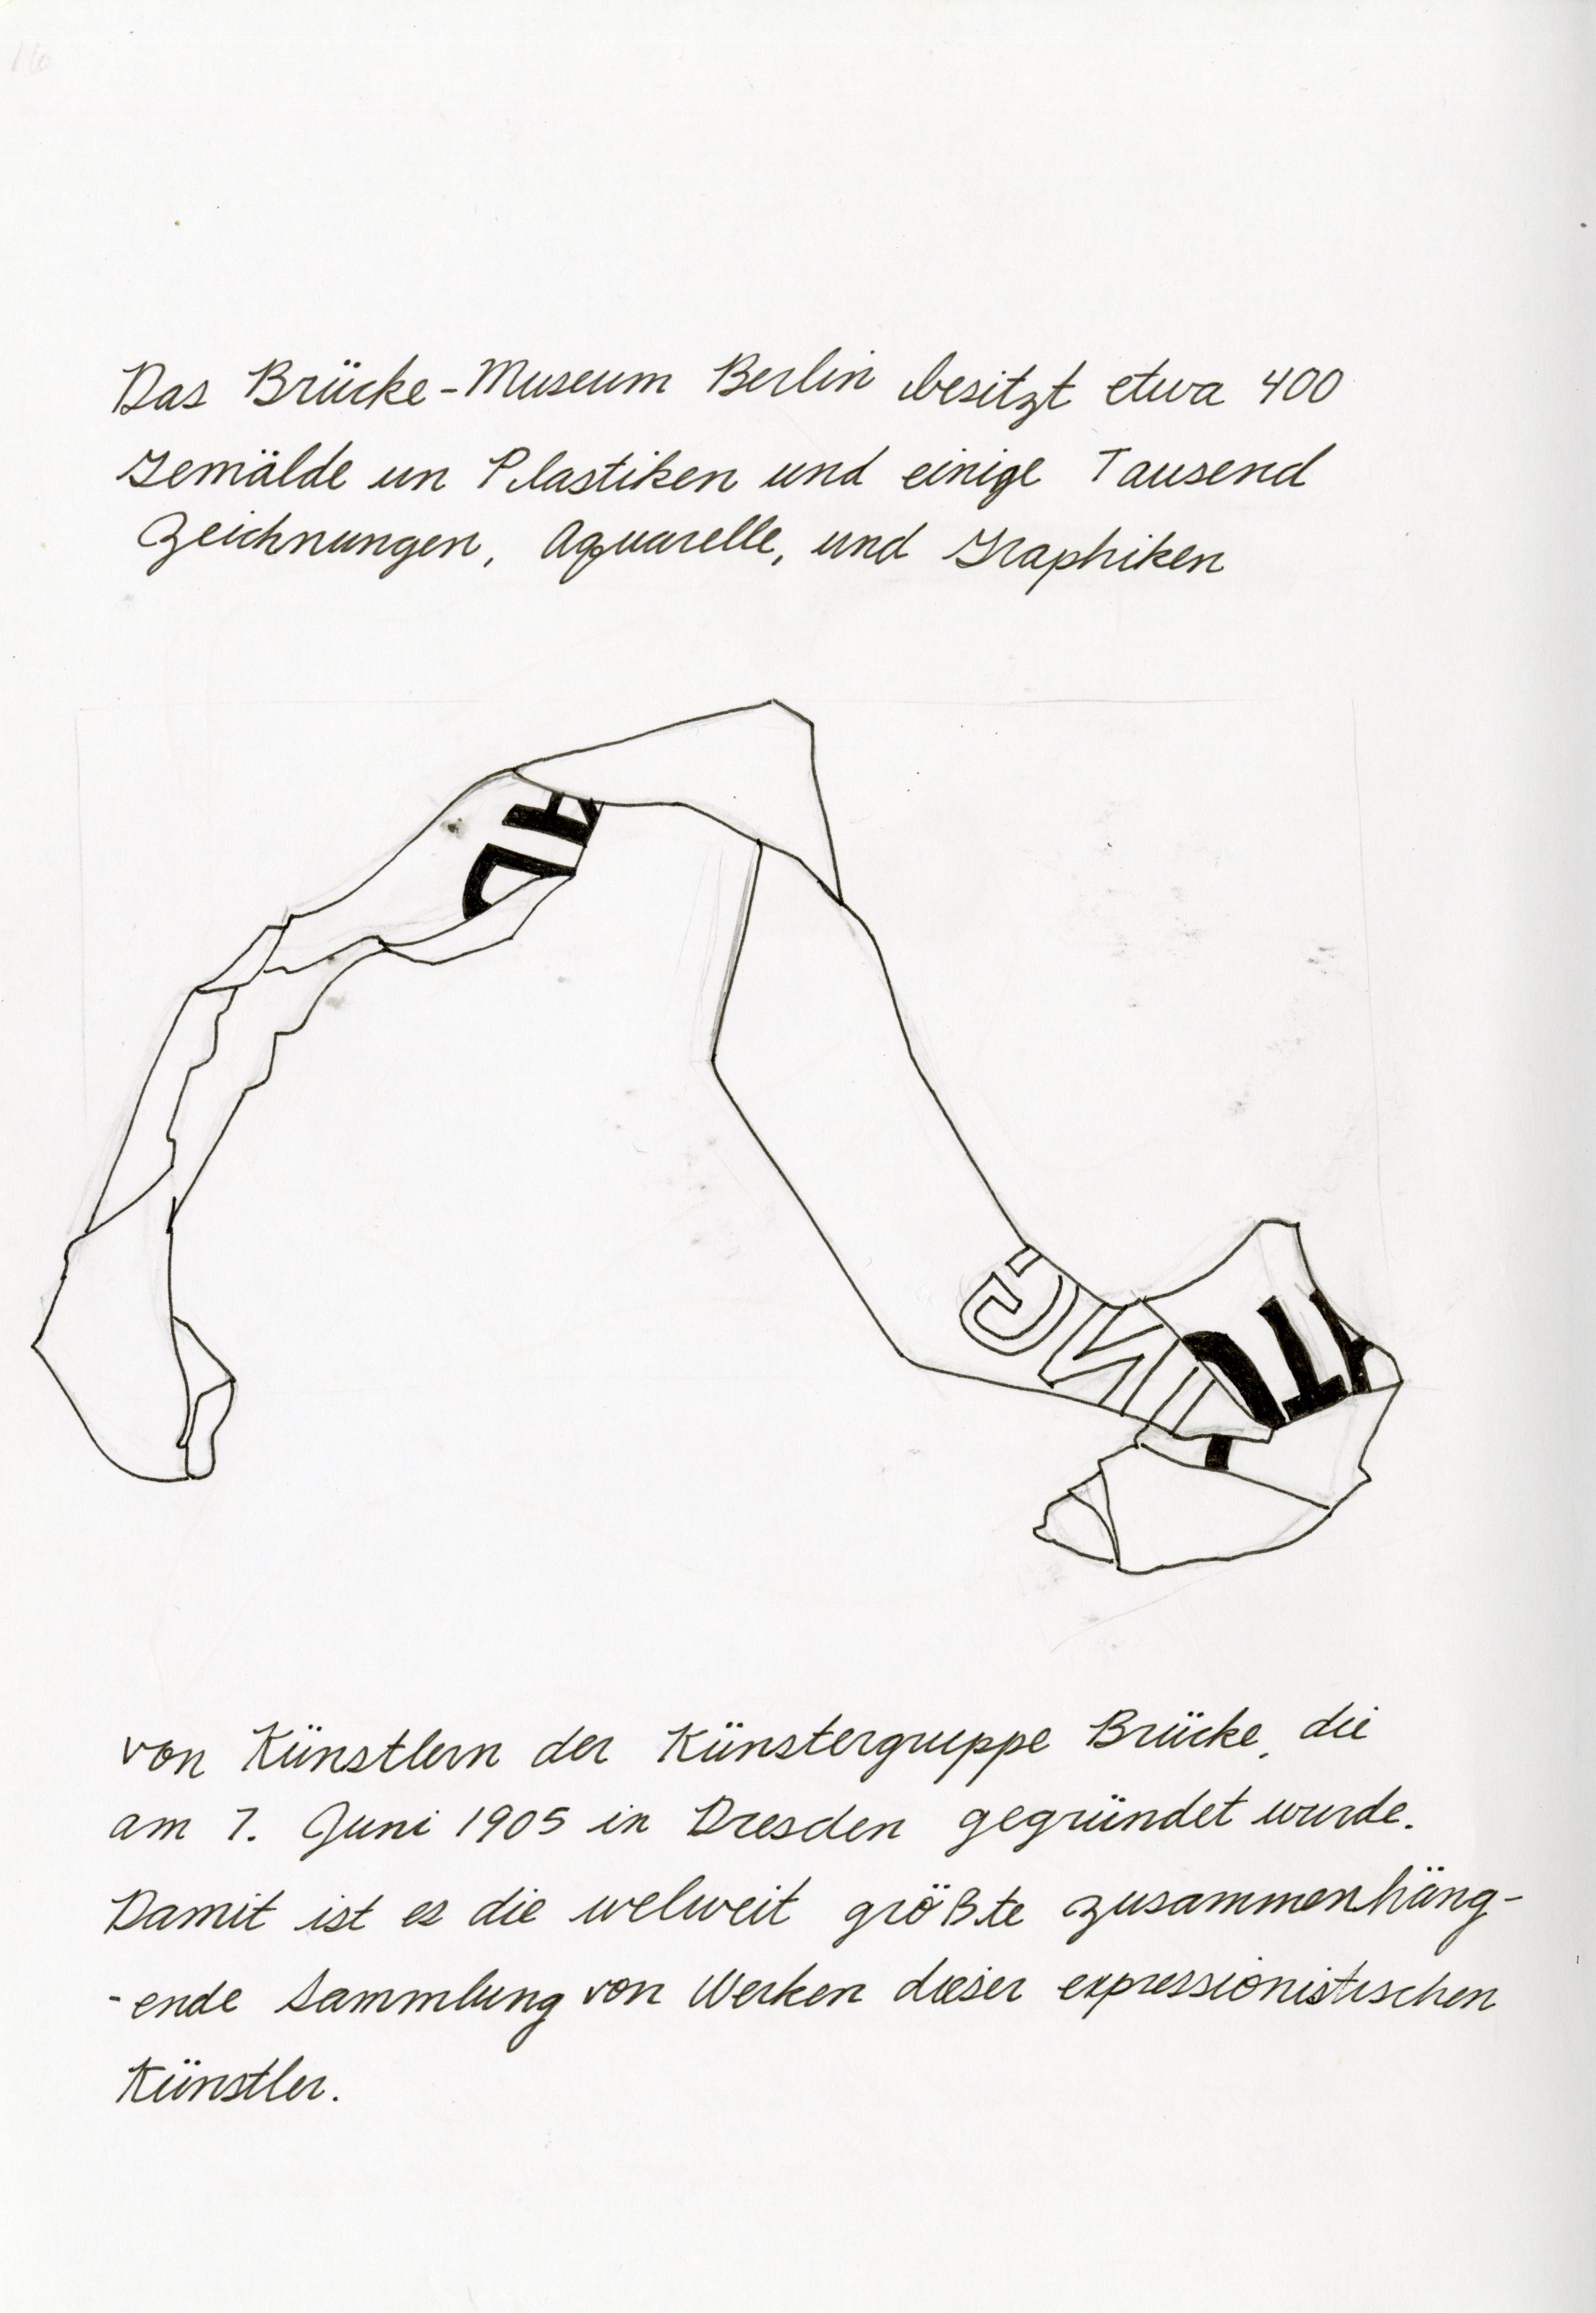 16
Das Brücke-Museum Berlin besitzt etwa 400
Gemälde un Plastiken und einige Tausend
Zeichnungen, Aquarelle, und Graphiken
ING
von Künstlern der Künstergruppe Brücke, die
am 7. Juni 1905 in Dresden gegründet wurde.
Damit ist es die welweit größte zusammenhäng-
-ende Sammlung von Werken dieser expressionistischen
Künstler.